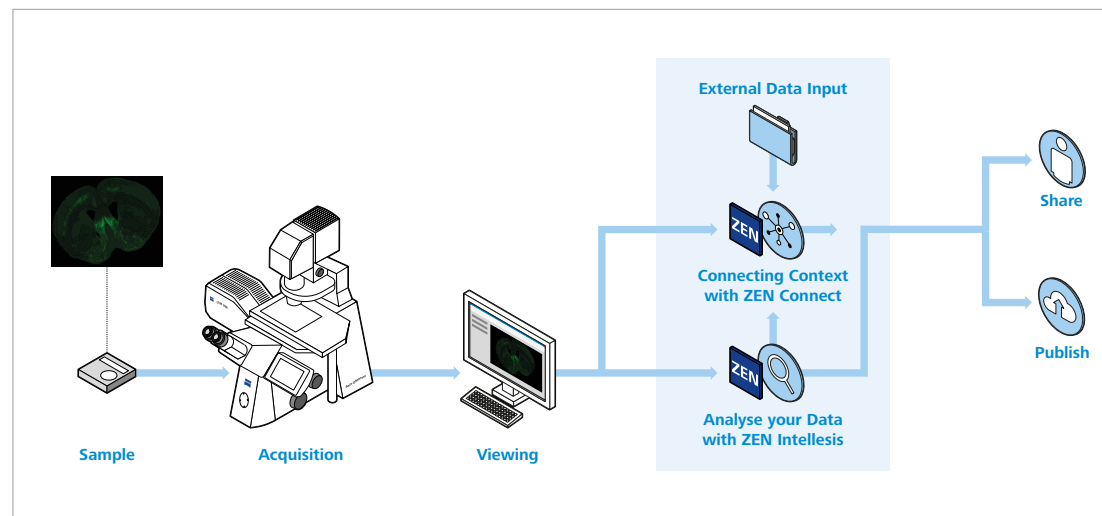 External Data Input
ZEN
Share
Connecting Context
with ZEN Connect
ZEN
Publish
Analyse your Data
with ZEN Intellesis
Sample
Acquisition
Viewing